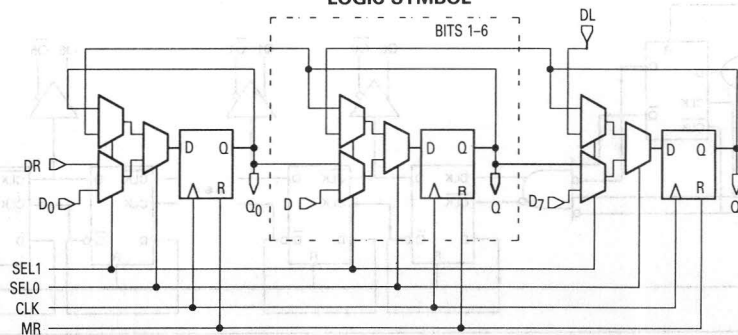 LOGIC SYMBOL
DL
BITS 1–6
D Q
R
D Q
R
D Q
R
DR
D0
Q0
D
Q
D7
Q
SEL1
SEL0
CLK
MR